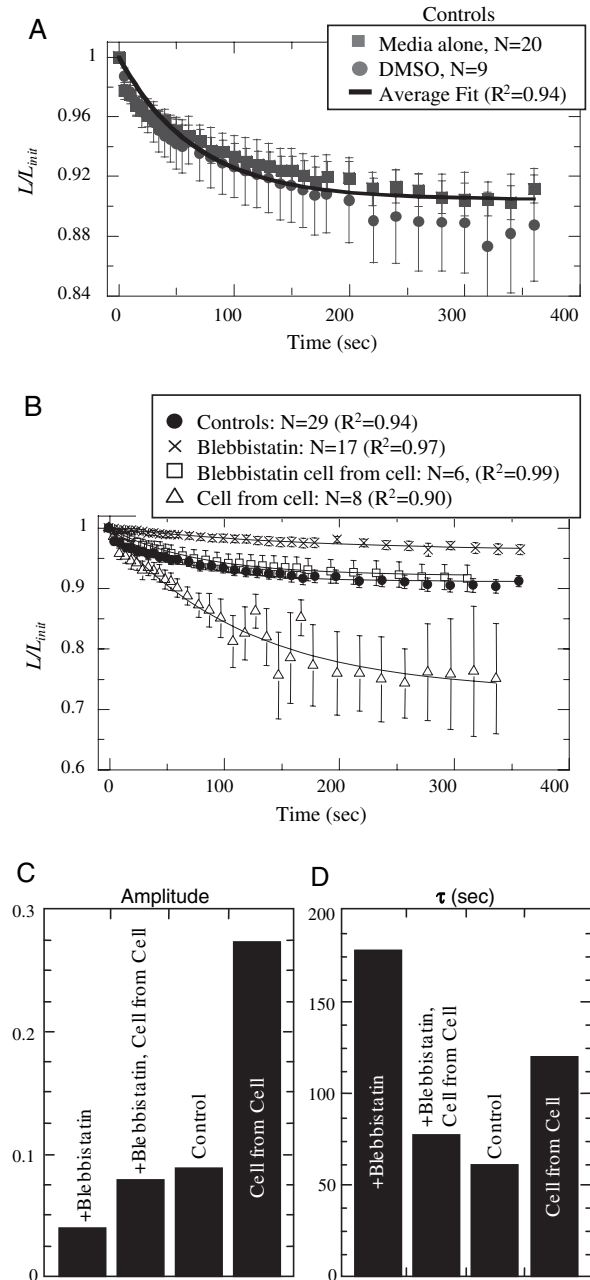 A
Controls
Media alone, N=20
DMSO, N=9
Average Fit (R²=0.94)
1
0.96
0.92
0.88
0.84
L/Linit
0 100 200 300 400
Time (sec)
B
Controls: N=29 (R²=0.94)
Blebbistatin: N=17 (R²=0.97)
Blebbistatin cell from cell: N=6, (R²=0.99)
Cell from cell: N=8 (R²=0.90)
1
0.9
0.8
0.7
0.6
L/Linit
0 100 200 300 400
Time (sec)
C
Amplitude
0.3
0.2
0.1
0
+Blebbistatin
+Blebbistatin, Cell from Cell
Control
Cell from Cell
D
τ (sec)
200
150
100
50
0
+Blebbistatin
+Blebbistatin,
Cell from Cell
Control
Cell from Cell